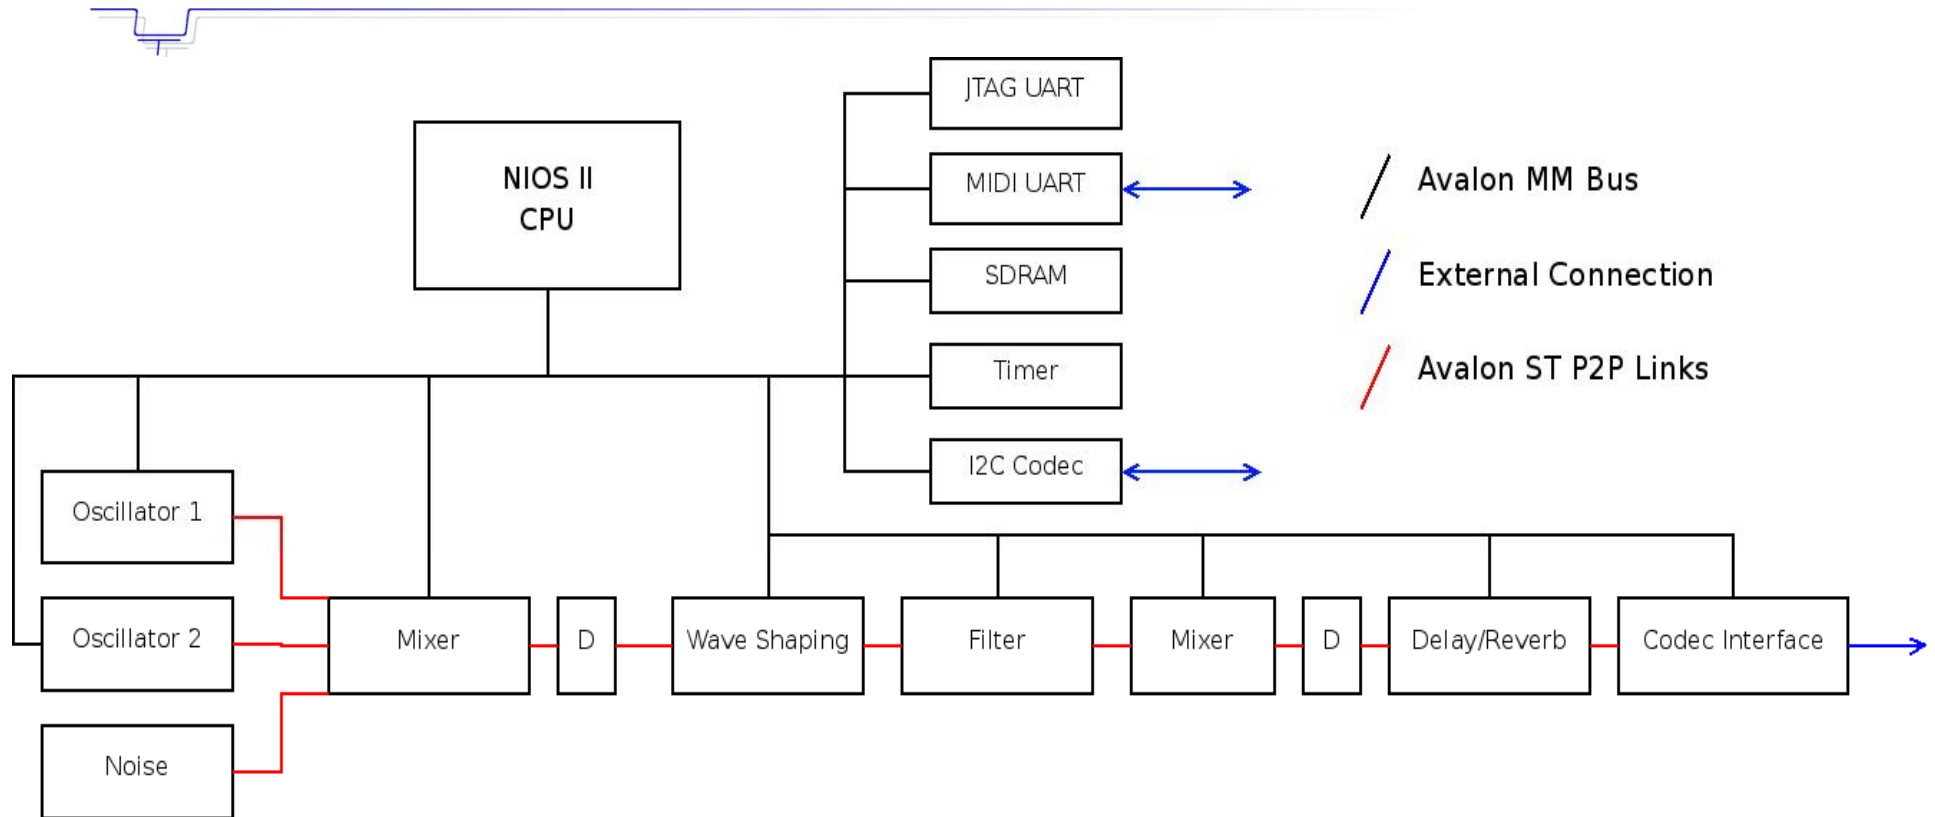 JTAG UART
NIOS II
CPU
MIDI UART
Avalon MM Bus
SDRAM
External Connection
Timer
Avalon ST P2P Links
I2C Codec
Oscillator 1
Oscillator 2
Mixer
D
Wave Shaping
Filter
Mixer
D
Delay/Reverb
Codec Interface
Noise